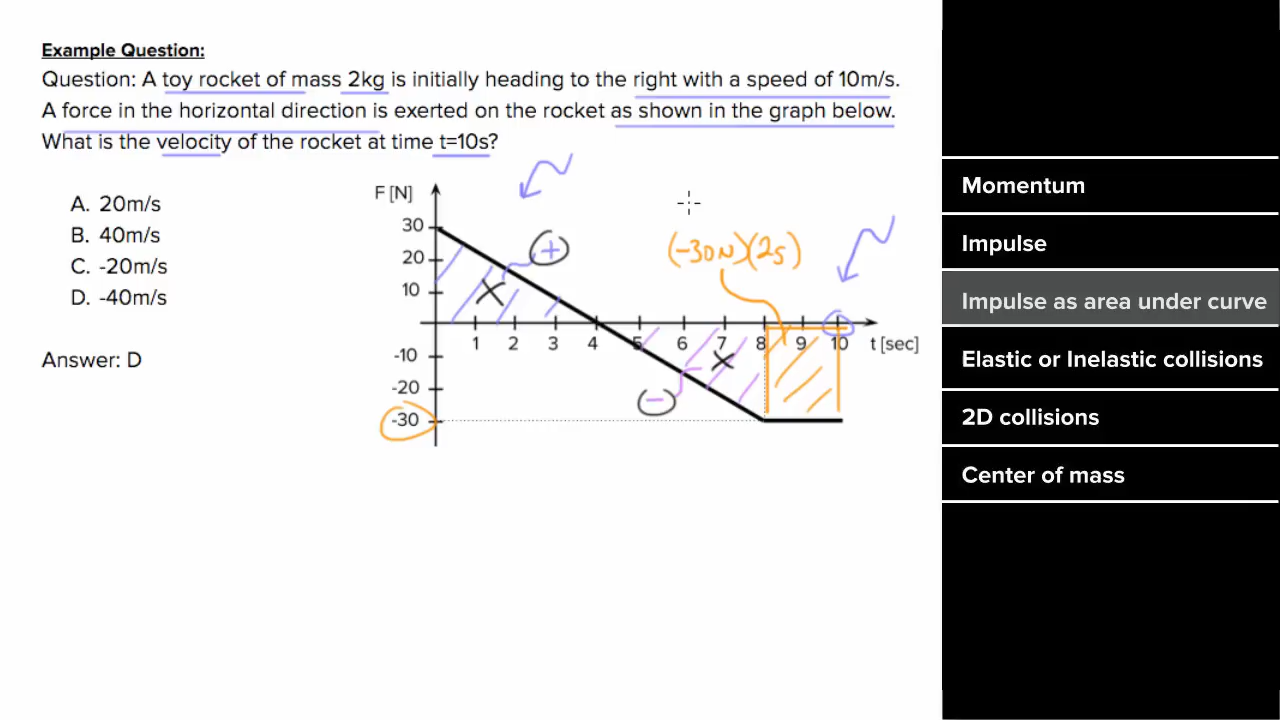 Example Question:
Question: A toy rocket of mass 2kg is initially heading to the right with a speed of 10m/s.
A force in the horizontal direction is exerted on the rocket as shown in the graph below.
What is the velocity of the rocket at time t=10s?
A. 20m/s
B. 40m/s
C. -20m/s
D. -40m/s
Answer: D
F [N]
30
20
10
-10
-20
-30
1 2 3 4 5 6 7 8 9 10 t [sec]
+
(-30N)(2s)
-
Momentum
Impulse
Impulse as area under curve
Elastic or Inelastic collisions
2D collisions
Center of mass